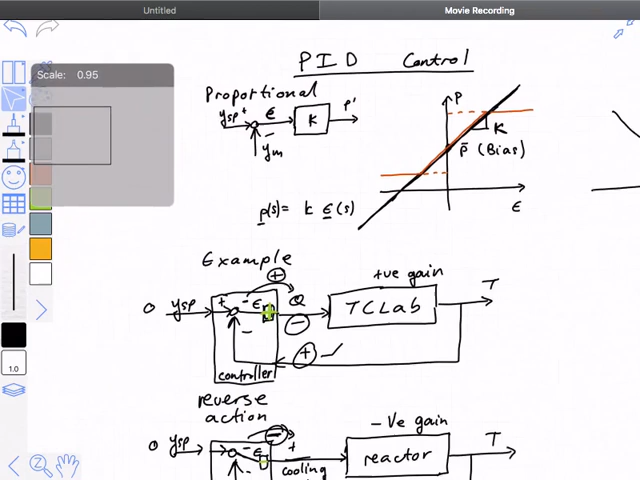 Untitled
Movie Recording
Scale: 0.95
PID Control
Proportional
ysp + ε K P'
−
ym
P
K
p̄ (Bias)
ε
p(s) = k ε(s)
Example
+ve gain
0 ysp + − ε + Q − TCLab T
−
+ ✓
controller
reverse
action
−ve gain
0 ysp − ε − + reactor T
cooling
−
1.0